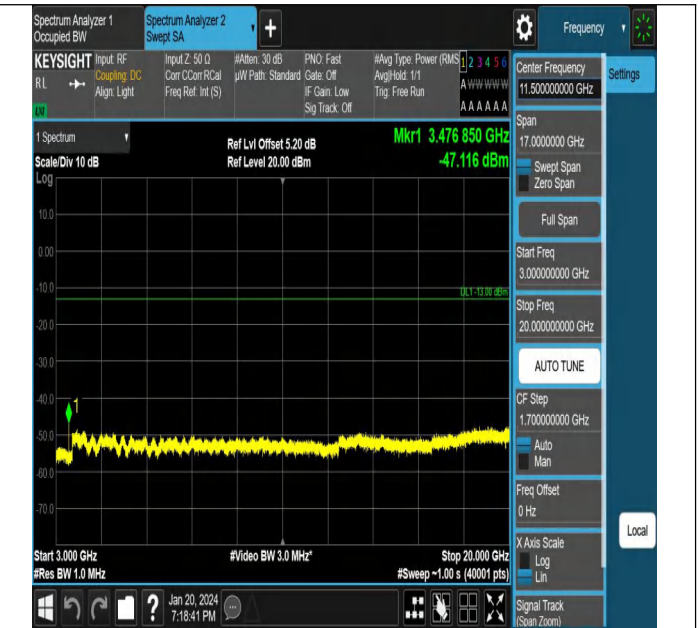 Spectrum Analyzer 1
Occupied BW
Spectrum Analyzer 2
Swept SA
Frequency
KEYSIGHT
RL
Input: RF
Coupling: DC
Align: Light
Input Z: 50 Ω
Corr CCorr RCal
Freq Ref: Int (S)
#Atten: 30 dB
µW Path: Standard
PNO: Fast
Gate: Off
IF Gain: Low
Sig Track: Off
#Avg Type: Power (RMS
Avg|Hold: 1/1
Trig: Free Run
1 2 3 4 5 6
A W W W W W
A A A A A A
1 Spectrum
Scale/Div 10 dB
Log
Ref Lvl Offset 5.20 dB
Ref Level 20.00 dBm
Mkr1 3.476 850 GHz
-47.116 dBm
10.0
0.00
-10.0
DL1 -13.00 dBm
-20.0
-30.0
-40.0
1
-50.0
-60.0
-70.0
Start 3.000 GHz
#Res BW 1.0 MHz
#Video BW 3.0 MHz*
Stop 20.000 GHz
#Sweep ~1.00 s (40001 pts)
Jan 20, 2024
7:18:41 PM
Center Frequency
11.500000000 GHz
Settings
Span
17.0000000 GHz
Swept Span
Zero Span
Full Span
Start Freq
3.000000000 GHz
Stop Freq
20.000000000 GHz
AUTO TUNE
CF Step
1.700000000 GHz
Auto
Man
Freq Offset
0 Hz
X Axis Scale
Log
Lin
Local
Signal Track
(Span Zoom)